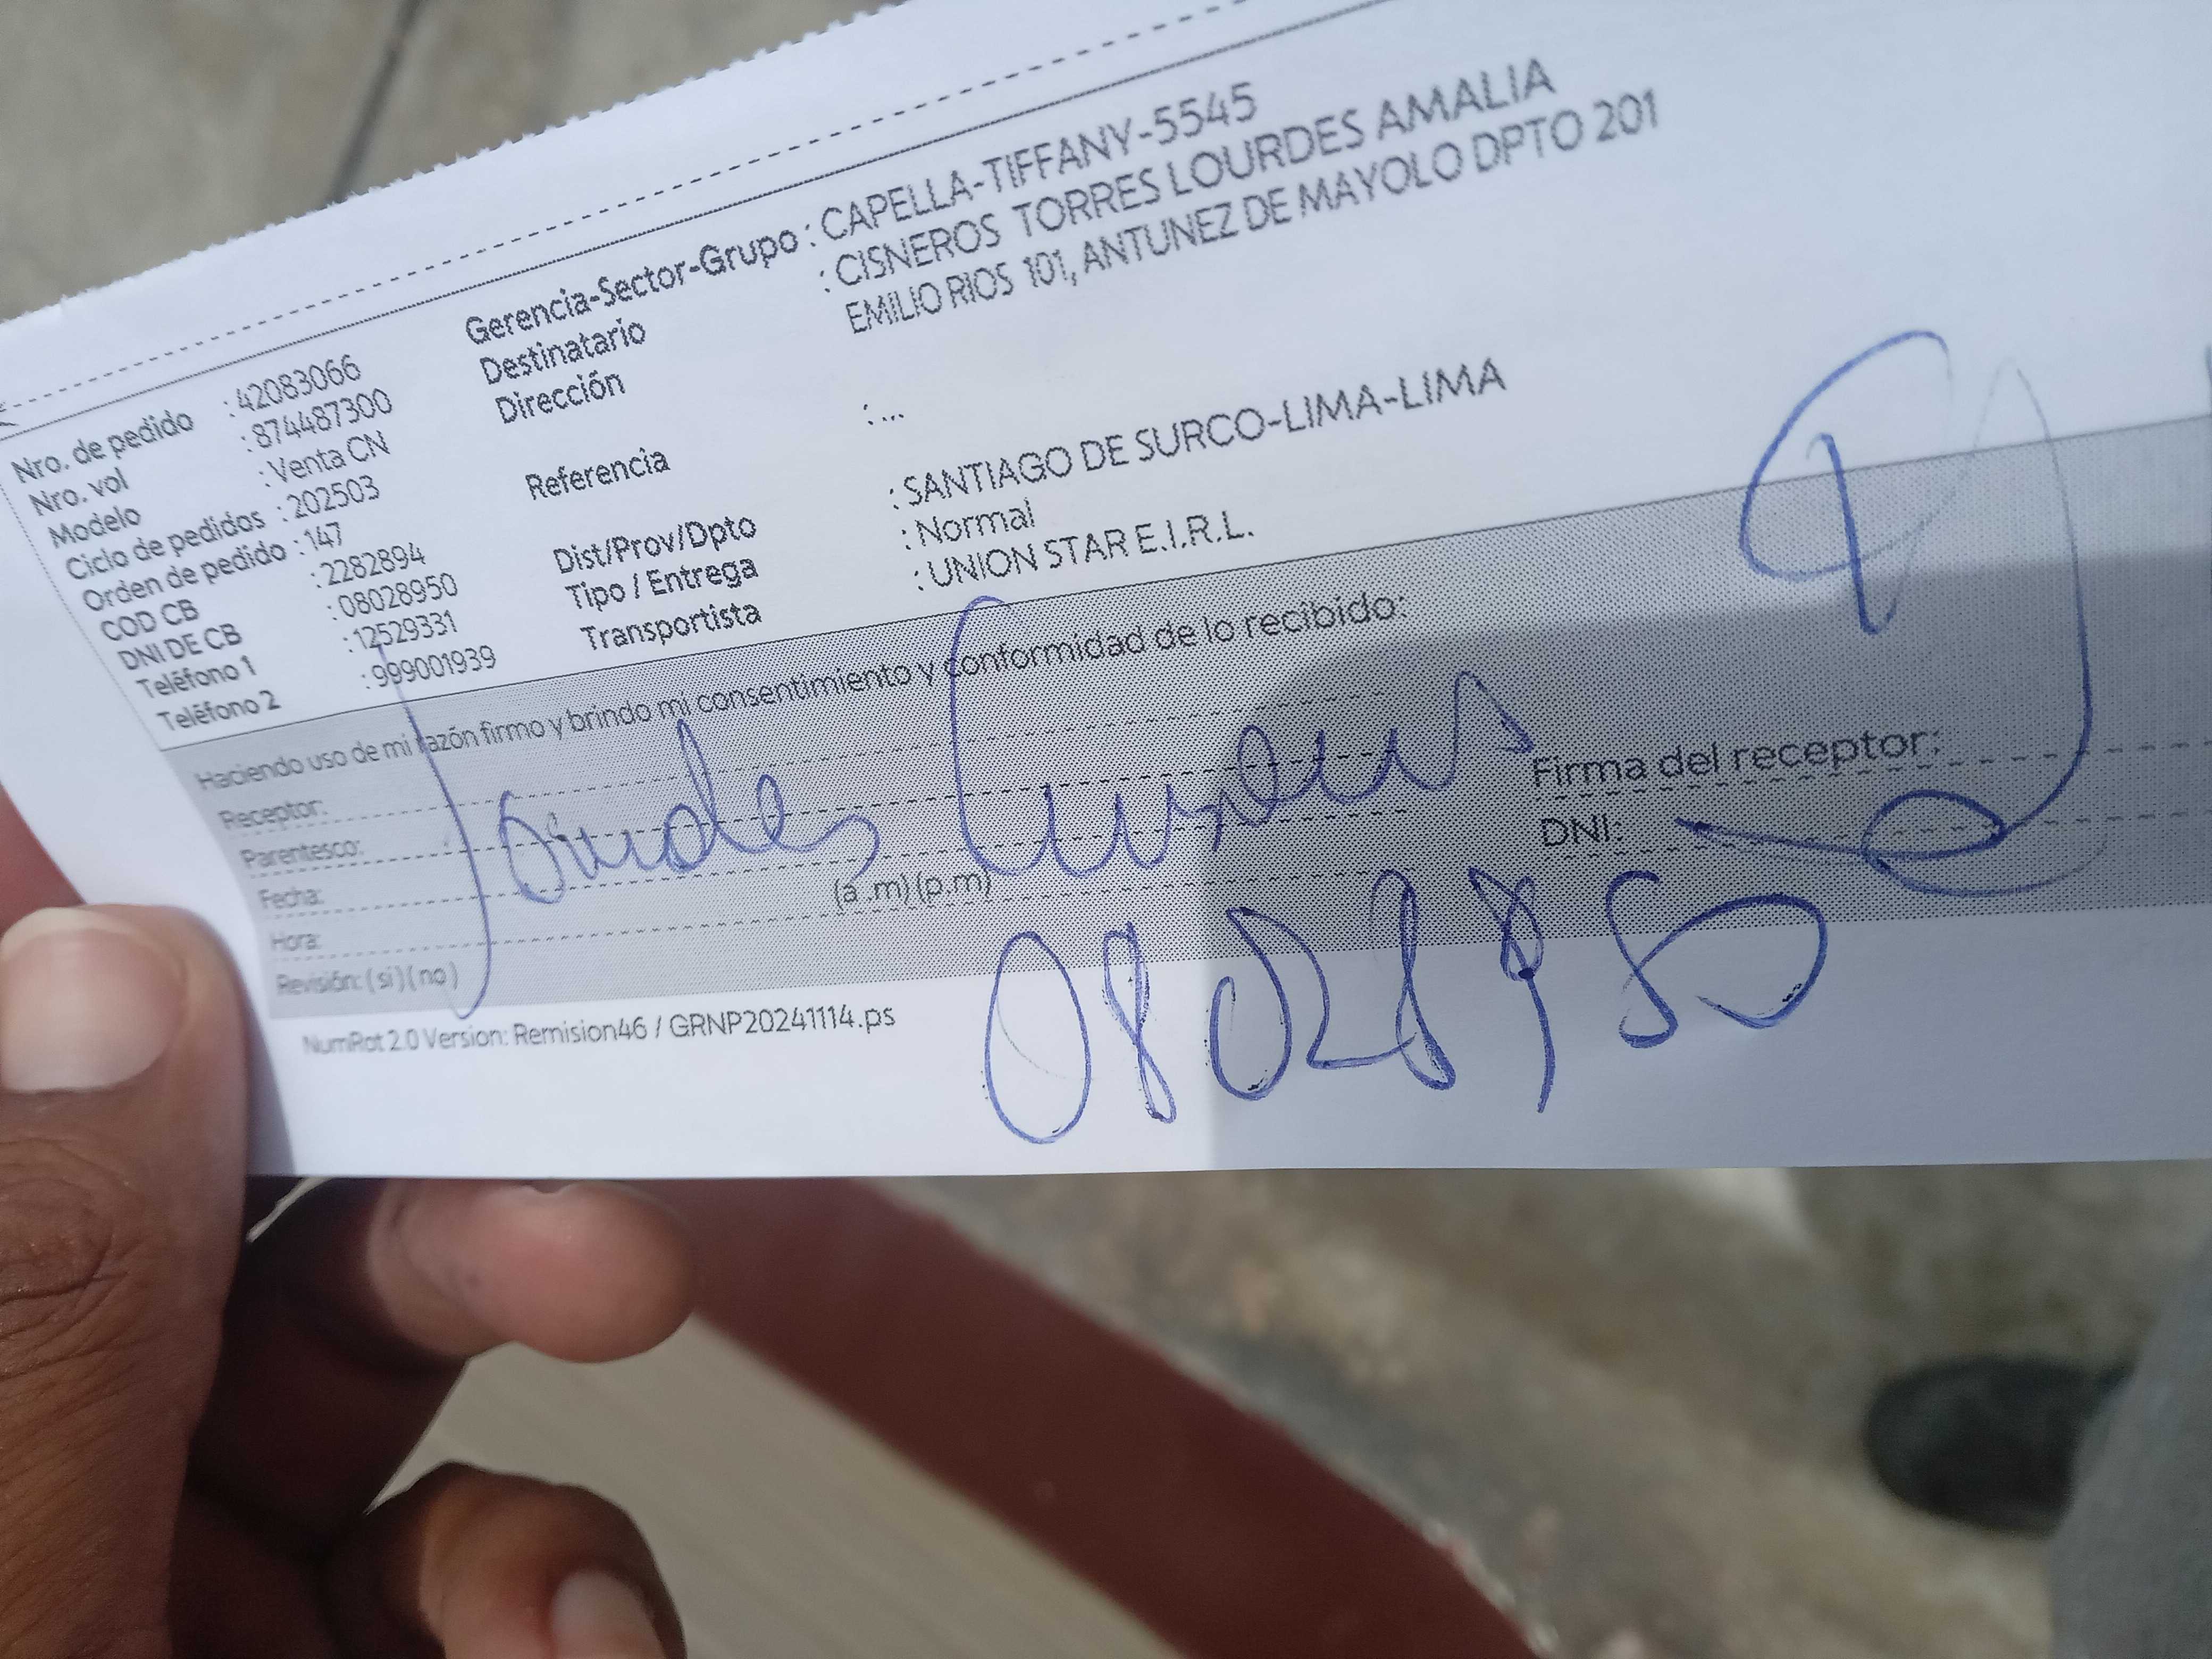 Nro. de pedido : 42083066
Nro. vol : 874487300
Modelo : Venta CN
Ciclo de pedidos : 202503
Orden de pedido : 147
COD CB : 2282894
DNI DE CB : 08028950
Teléfono 1 : 12529331
Teléfono 2 : 999001939
Gerencia-Sector-Grupo : CAPELLA-TIFFANY-5545
Destinatario : CISNEROS TORRES LOURDES AMALIA
Dirección EMILIO RIOS 101, ANTUNEZ DE MAYOLO DPTO 201
Referencia : ...
Dist/Prov/Dpto : SANTIAGO DE SURCO-LIMA-LIMA
Tipo / Entrega : Normal
Transportista : UNION STAR E.I.R.L.
Haciendo uso de mi razón firmo y brindo mi consentimiento y conformidad de lo recibido:
Receptor:
Parentesco:
Fecha:
Hora: (a .m) (p.m)
Revisión: (si) (no)
Lourdes Cisneros
Firma del receptor:
DNI:
08028950
NumRot 2.0 Version: Remision46 / GRNP20241114.ps